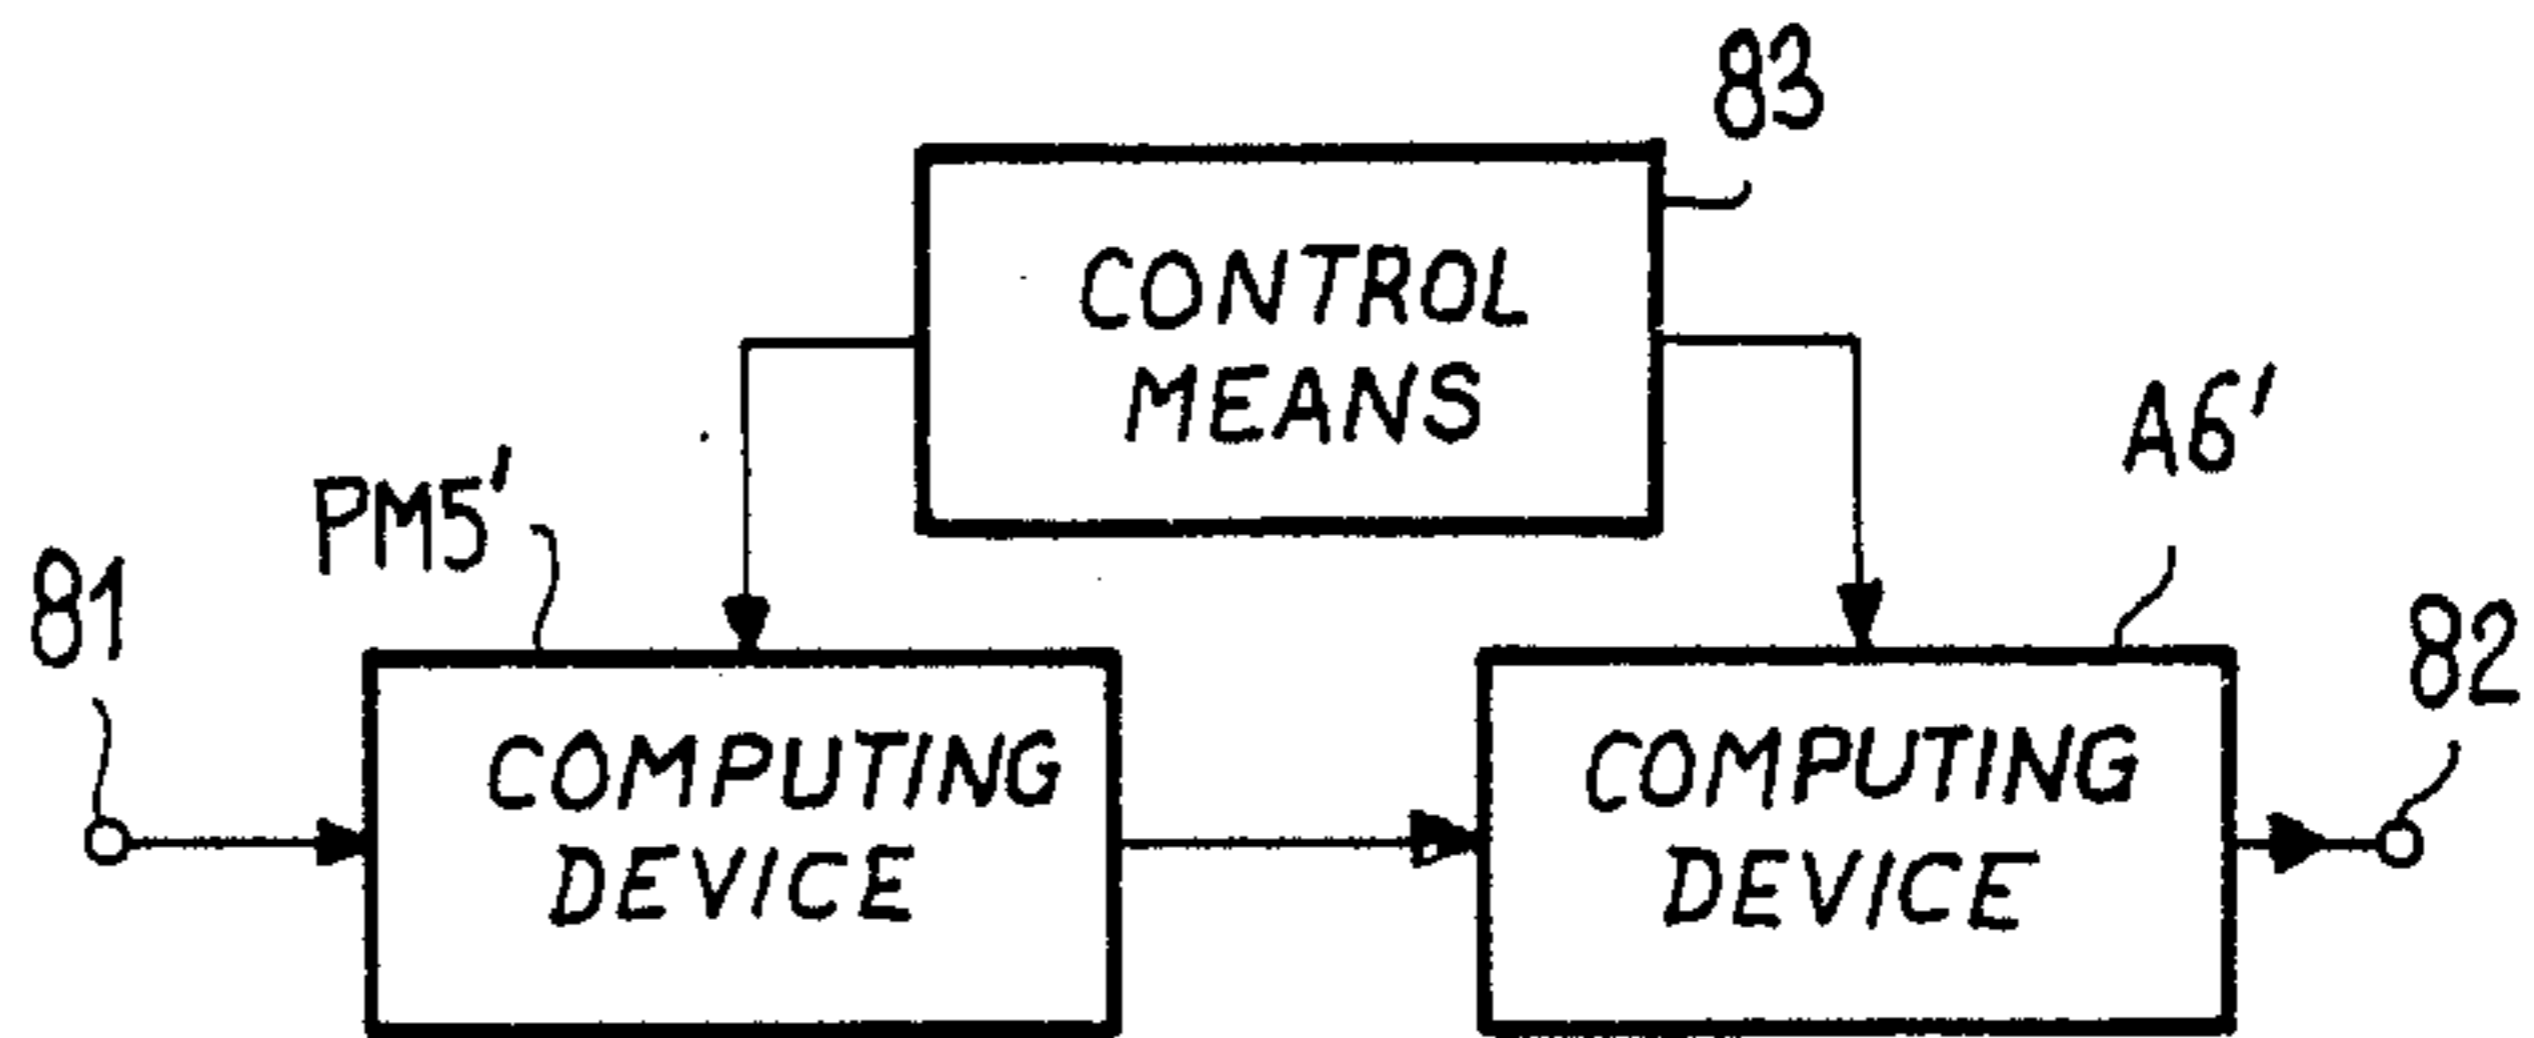 83
CONTROL
MEANS
A6'
PM5'
81
82
COMPUTING
DEVICE
COMPUTING
DEVICE